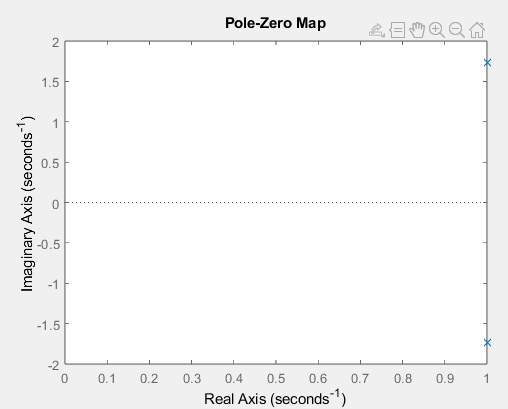 Pole-Zero Map
2
1.5
1
0.5
0
-0.5
-1
-1.5
-2
Imaginary Axis (seconds⁻¹)
0 0.1 0.2 0.3 0.4 0.5 0.6 0.7 0.8 0.9 1
Real Axis (seconds⁻¹)